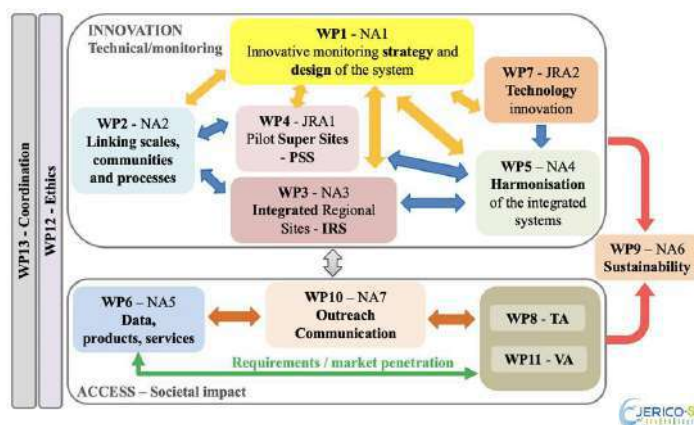 WP13 - Coordination
WP12 - Ethics
INNOVATION
Technical/monitoring
WP1 - NA1
Innovative monitoring strategy and
design of the system
WP7 - JRA2
Technology
innovation
WP2 - NA2
Linking scales,
communities
and processes
WP4 – JRA1
Pilot Super Sites
- PSS
WP5 – NA4
Harmonisation
of the integrated
systems
WP3 - NA3
Integrated Regional
Sites - IRS
WP9 – NA6
Sustainability
WP6 – NA5
Data,
products, services
WP10 – NA7
Outreach
Communication
WP8 - TA
WP11 - VA
Requirements / market penetration
ACCESS – Societal impact
JERICO-S